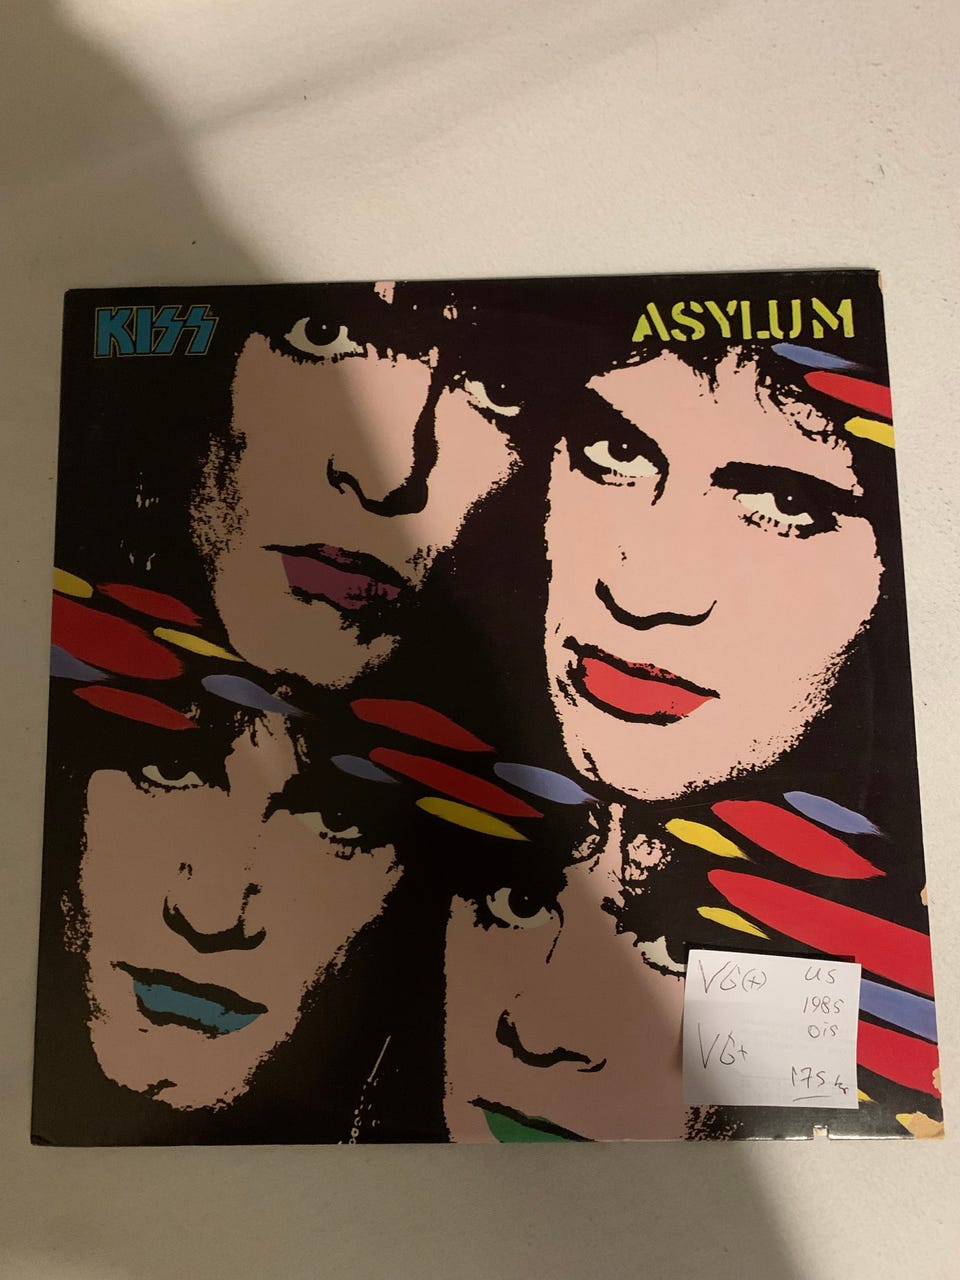 KISS
ASYLUM
VG(+) US
1985
OIS
VG+
175 kr